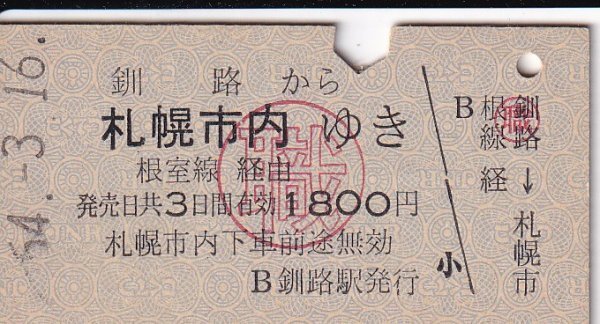 54.-3.16.
釧路から
札幌市内ゆき
根室線 経由
発売日共3日間有効 1800円
札幌市内下車前途無効
B釧路駅発行
職
小
釧路→札幌市
B根線経